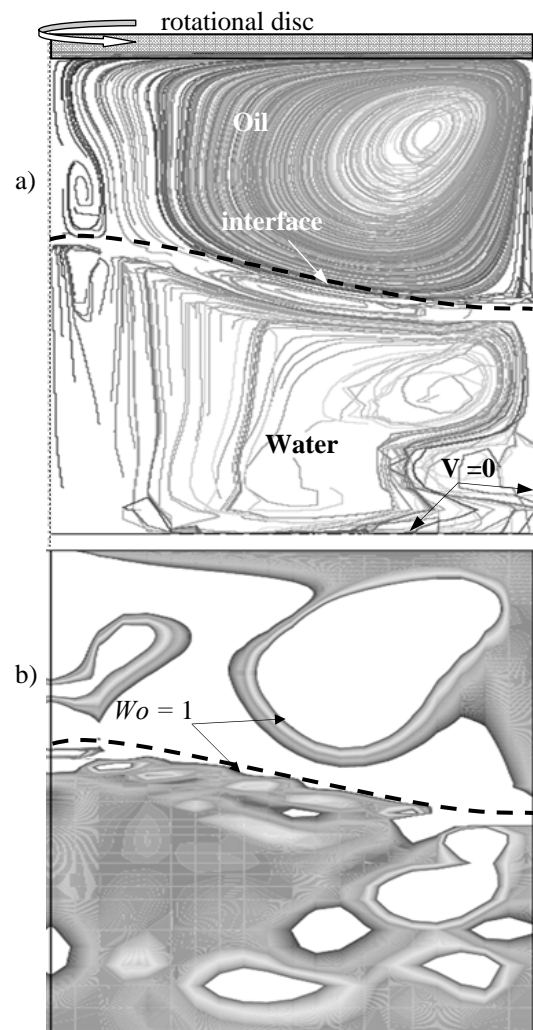 rotational disc
a)
Oil
interface
Water
V =0
b)
Wo = 1